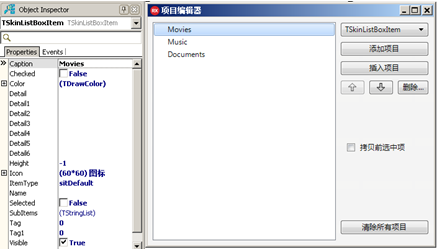 Object Inspector
TSkinListBoxItem TSkinListBoxItem
Properties Events
Caption Movies
Checked False
Color (TDrawColor)
Detail
Detail1
Detail2
Detail3
Detail4
Detail5
Detail6
Height -1
Icon (60*60) 图标
ItemType sitDefault
Name
Selected False
SubItems (TStringList)
Tag 0
Tag1 0
Visible True
项目编辑器
Movies
Music
Documents
TSkinListBoxItem
添加项目
插入项目
删除...
拷贝前选中项
清除所有项目